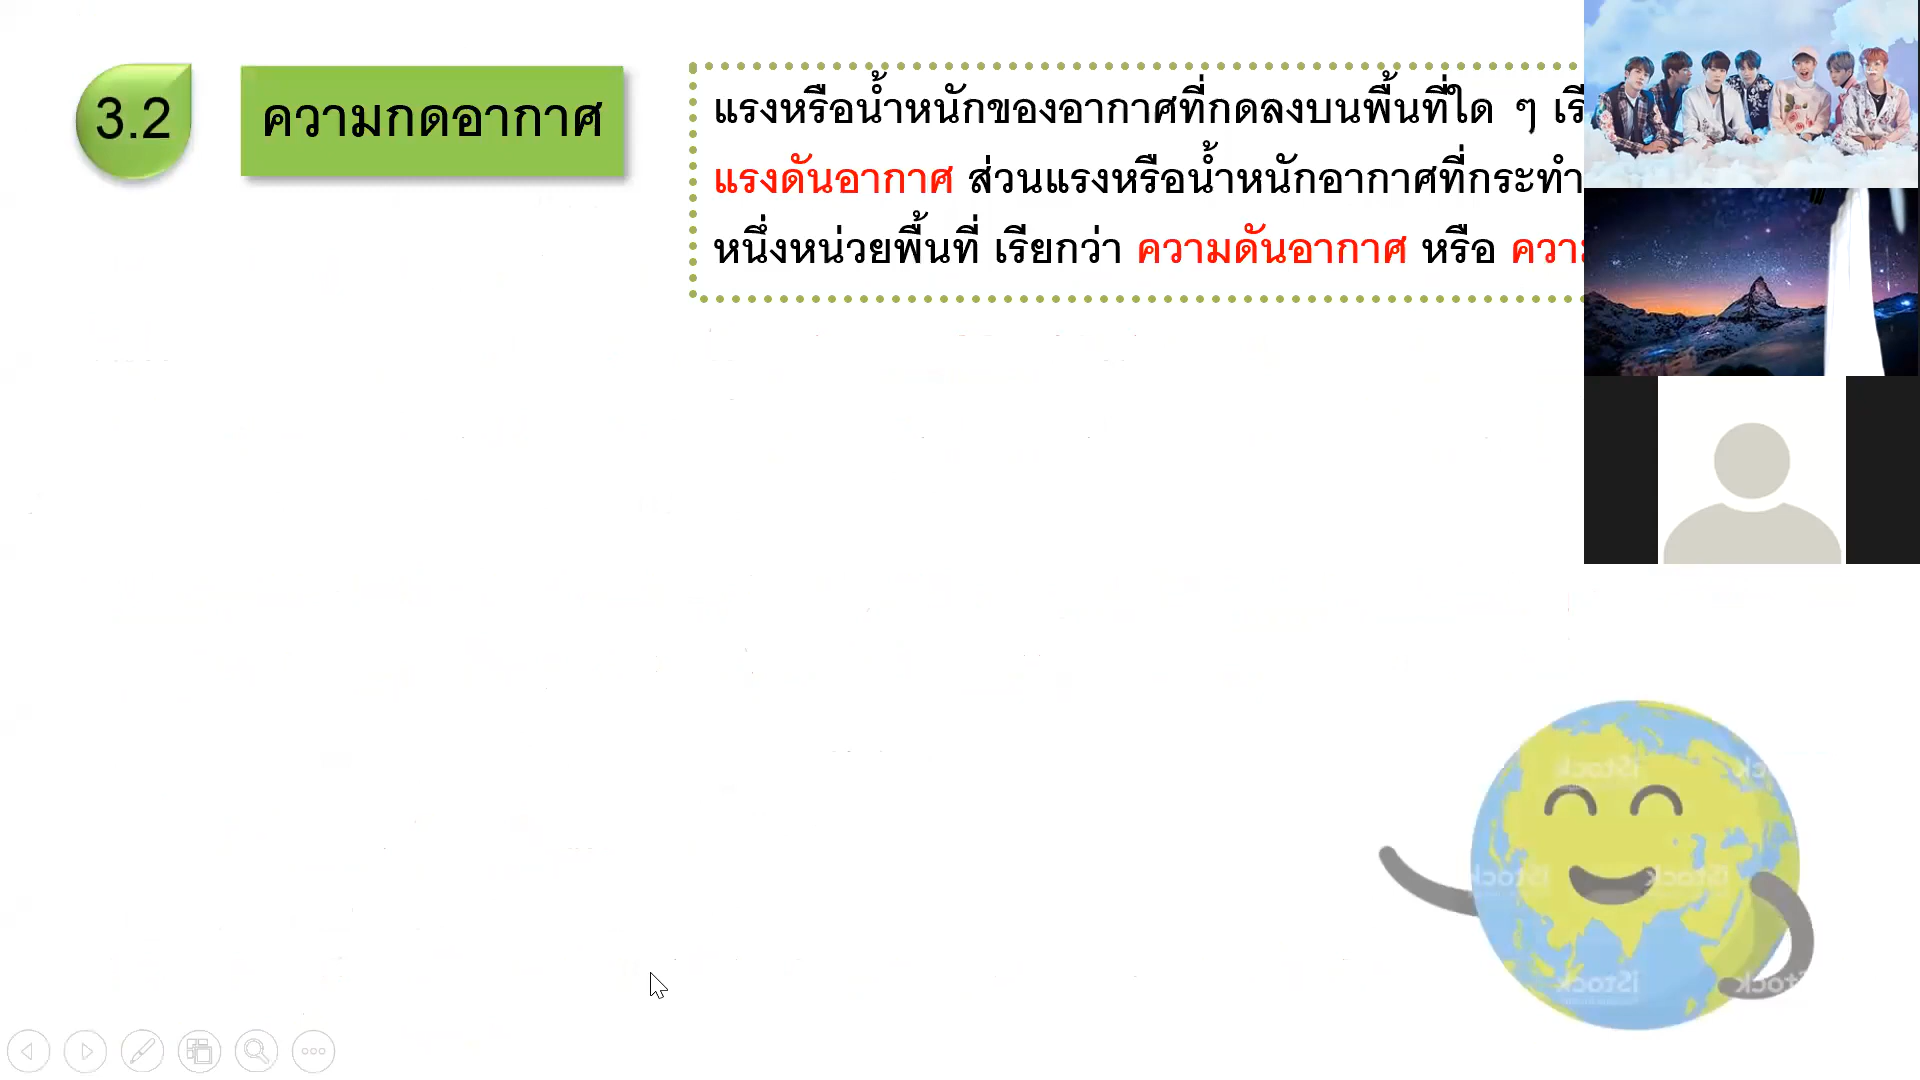 3.2
ความกดอากาศ
แรงหรือน้ำหนักของอากาศที่กดลงบนพื้นที่ใด ๆ
แรงดันอากาศ ส่วนแรงหรือน้ำหนักอากาศที่กระทำ
หนึ่งหน่วยพื้นที่ เรียกว่า ความดันอากาศ หรือ
iStock
iStock
iStock
iStock